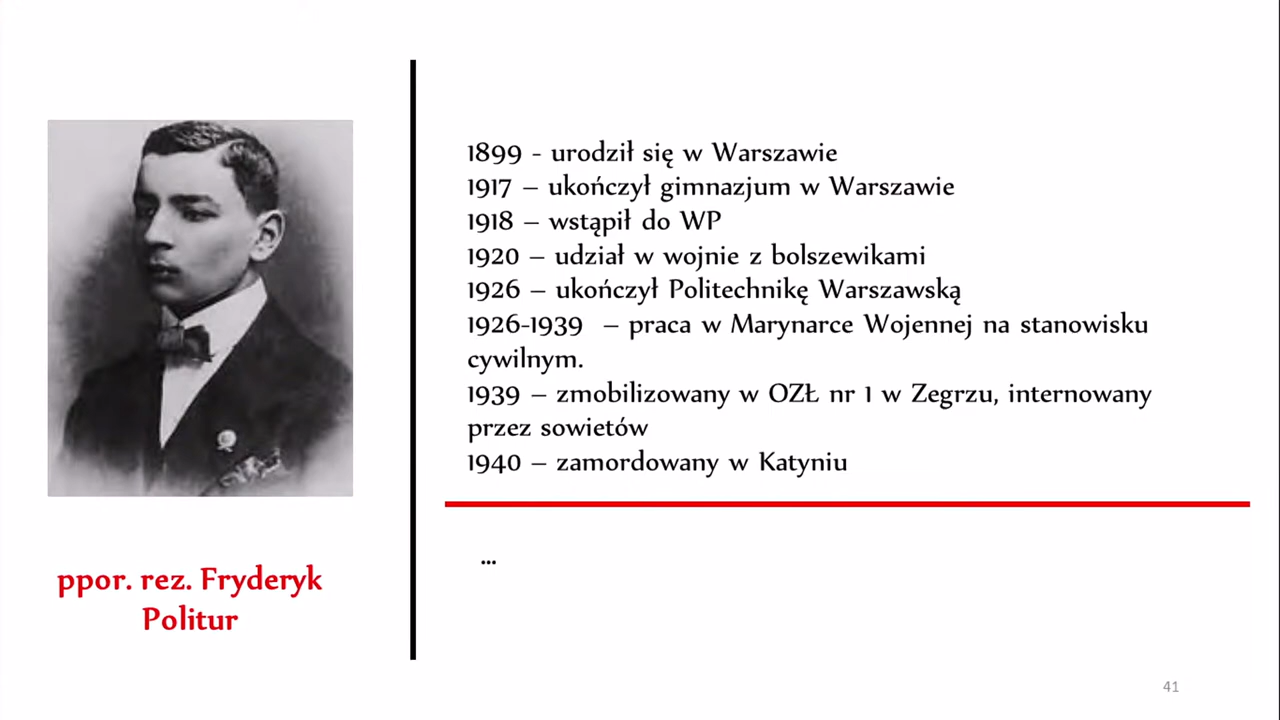 1899 - urodził się w Warszawie
1917 – ukończył gimnazjum w Warszawie
1918 – wstąpił do WP
1920 – udział w wojnie z bolszewikami
1926 – ukończył Politechnikę Warszawską
1926-1939 – praca w Marynarce Wojennej na stanowisku
cywilnym.
1939 – zmobilizowany w OZŁ nr 1 w Zegrzu, internowany
przez sowietów
1940 – zamordowany w Katyniu
...
ppor. rez. Fryderyk
Politur
41